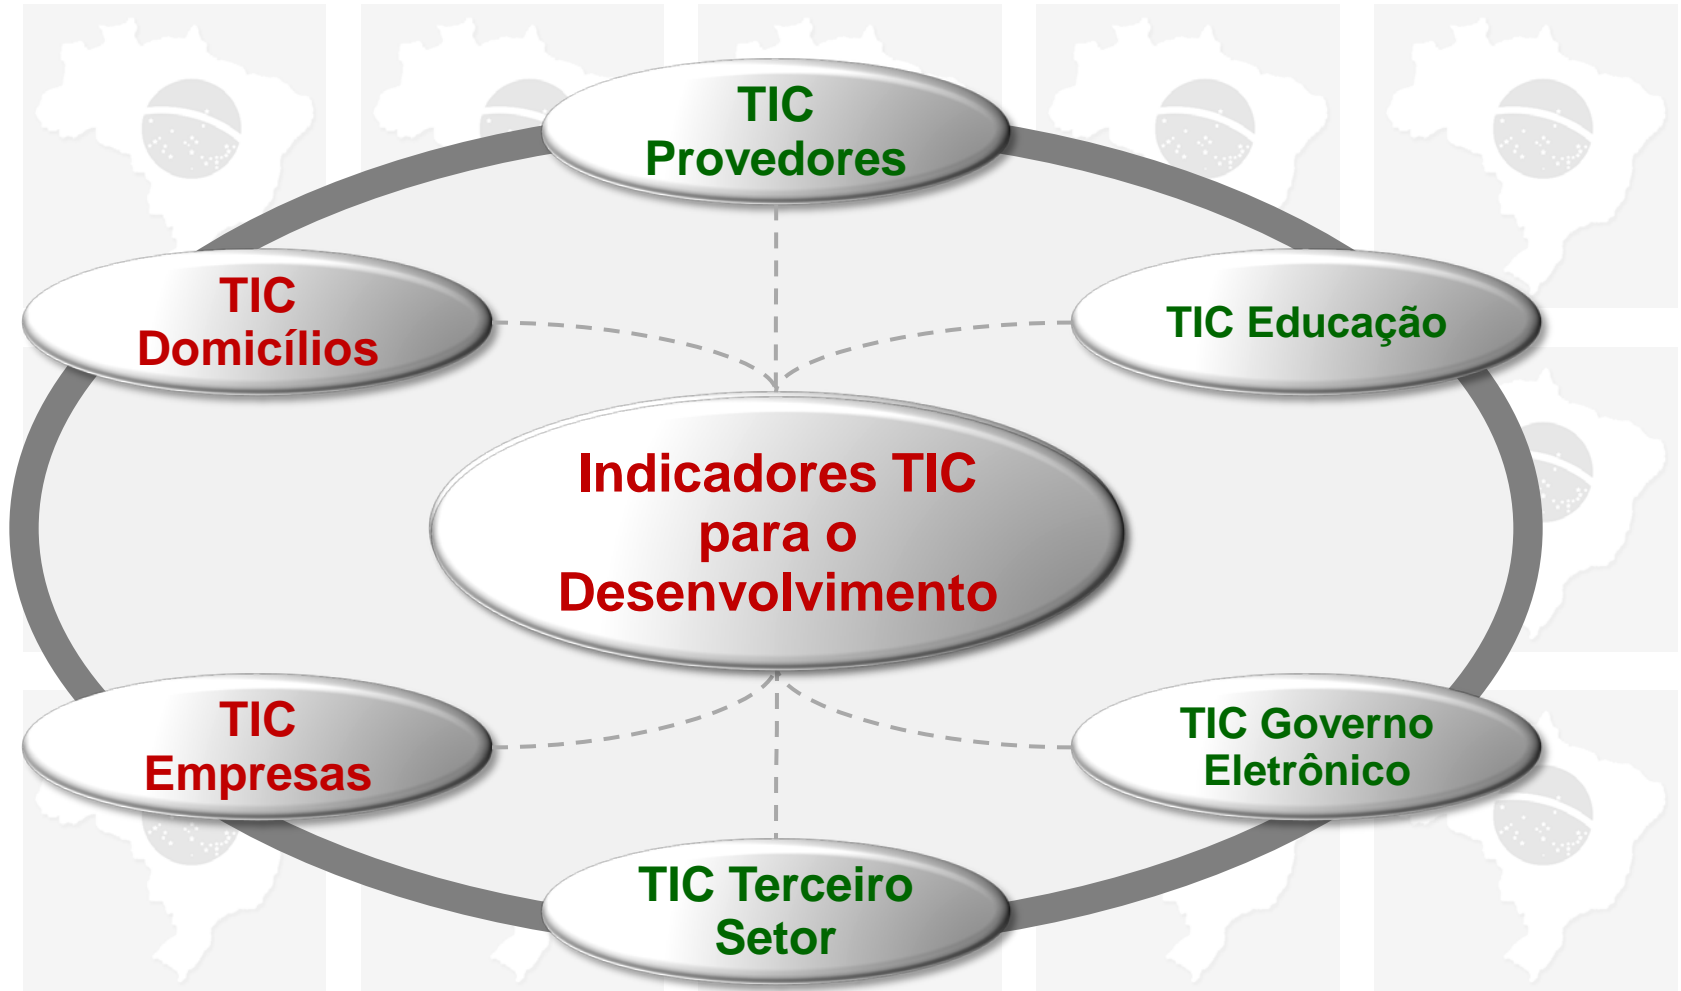 TIC
Provedores
TIC
Domicílios
TIC Educação
Indicadores TIC
para o
Desenvolvimento
TIC
Empresas
TIC Governo
Eletrônico
TIC Terceiro
Setor